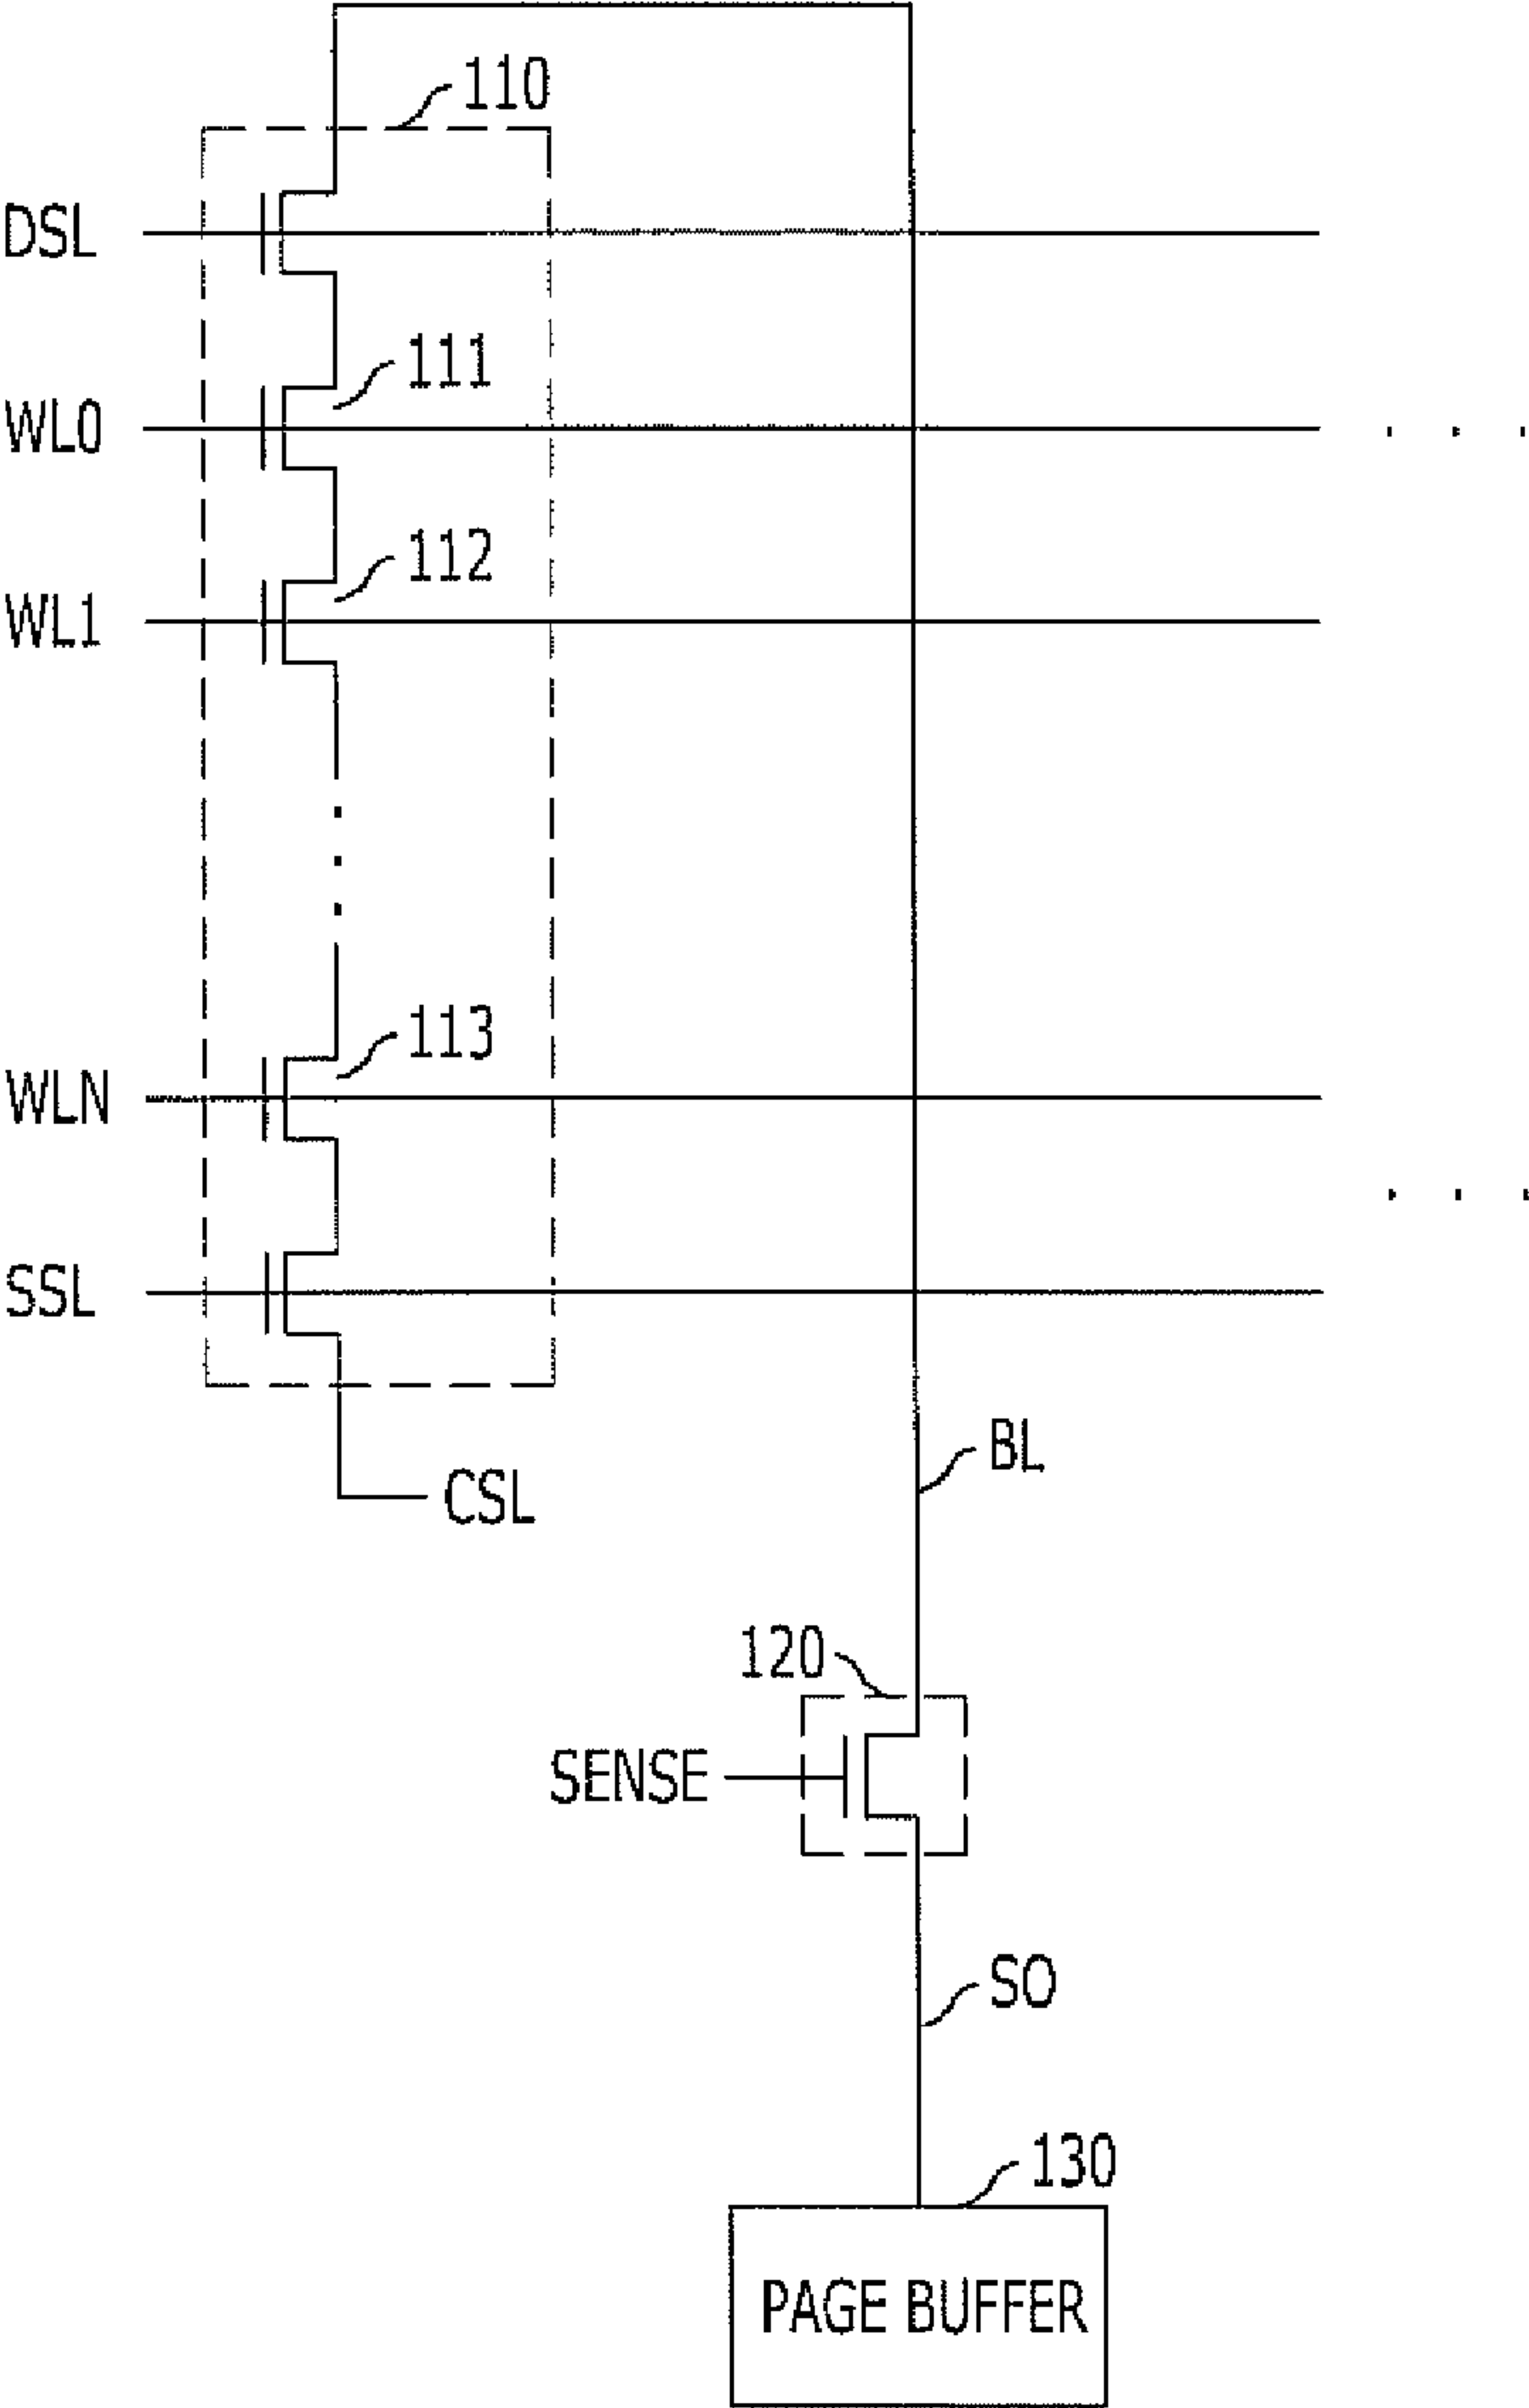 110
DSL
111
WL0
112
WL1
113
WLN
SSL
BL
CSL
120
SENSE
SO
130
PAGE BUFFER